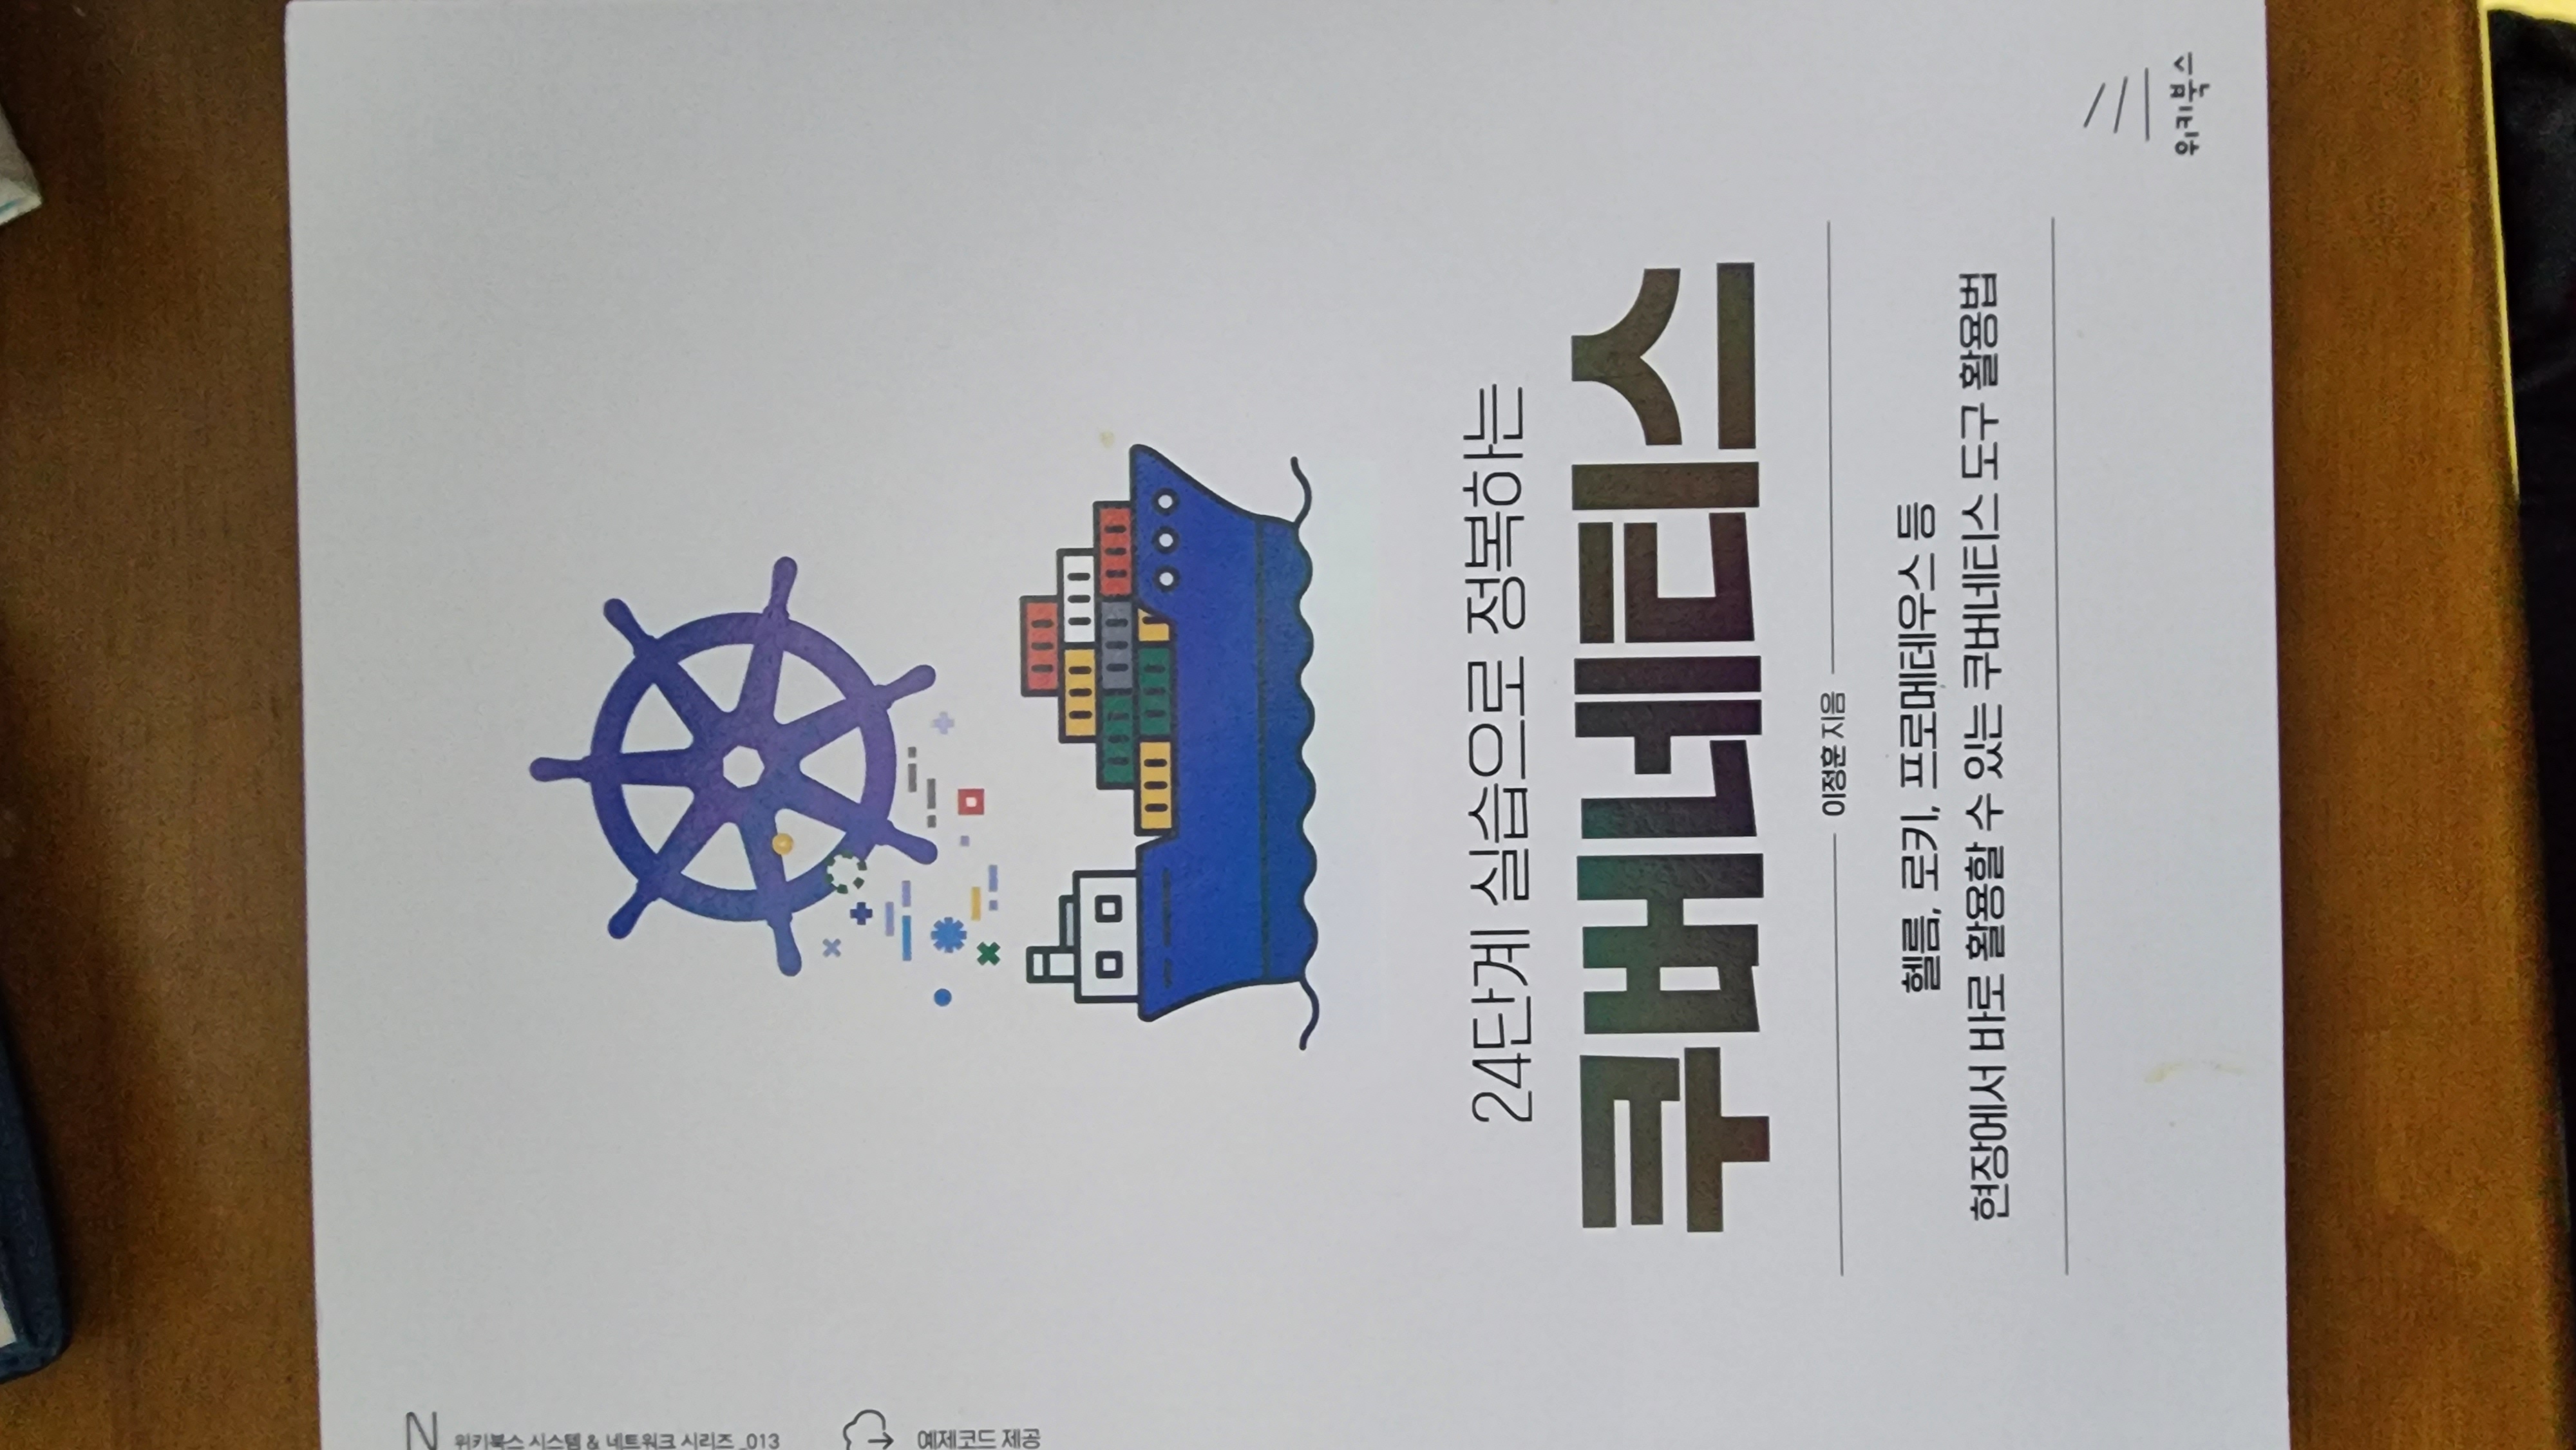 위키북스 시스템 & 네트워크 시리즈_013
예제코드 제공
24단계 실습으로 정복하는
쿠버네티스
이정훈 지음
헬름, 로키, 프로메테우스 등
현장에서 바로 활용할 수 있는 쿠버네티스 도구 활용법
위키북스